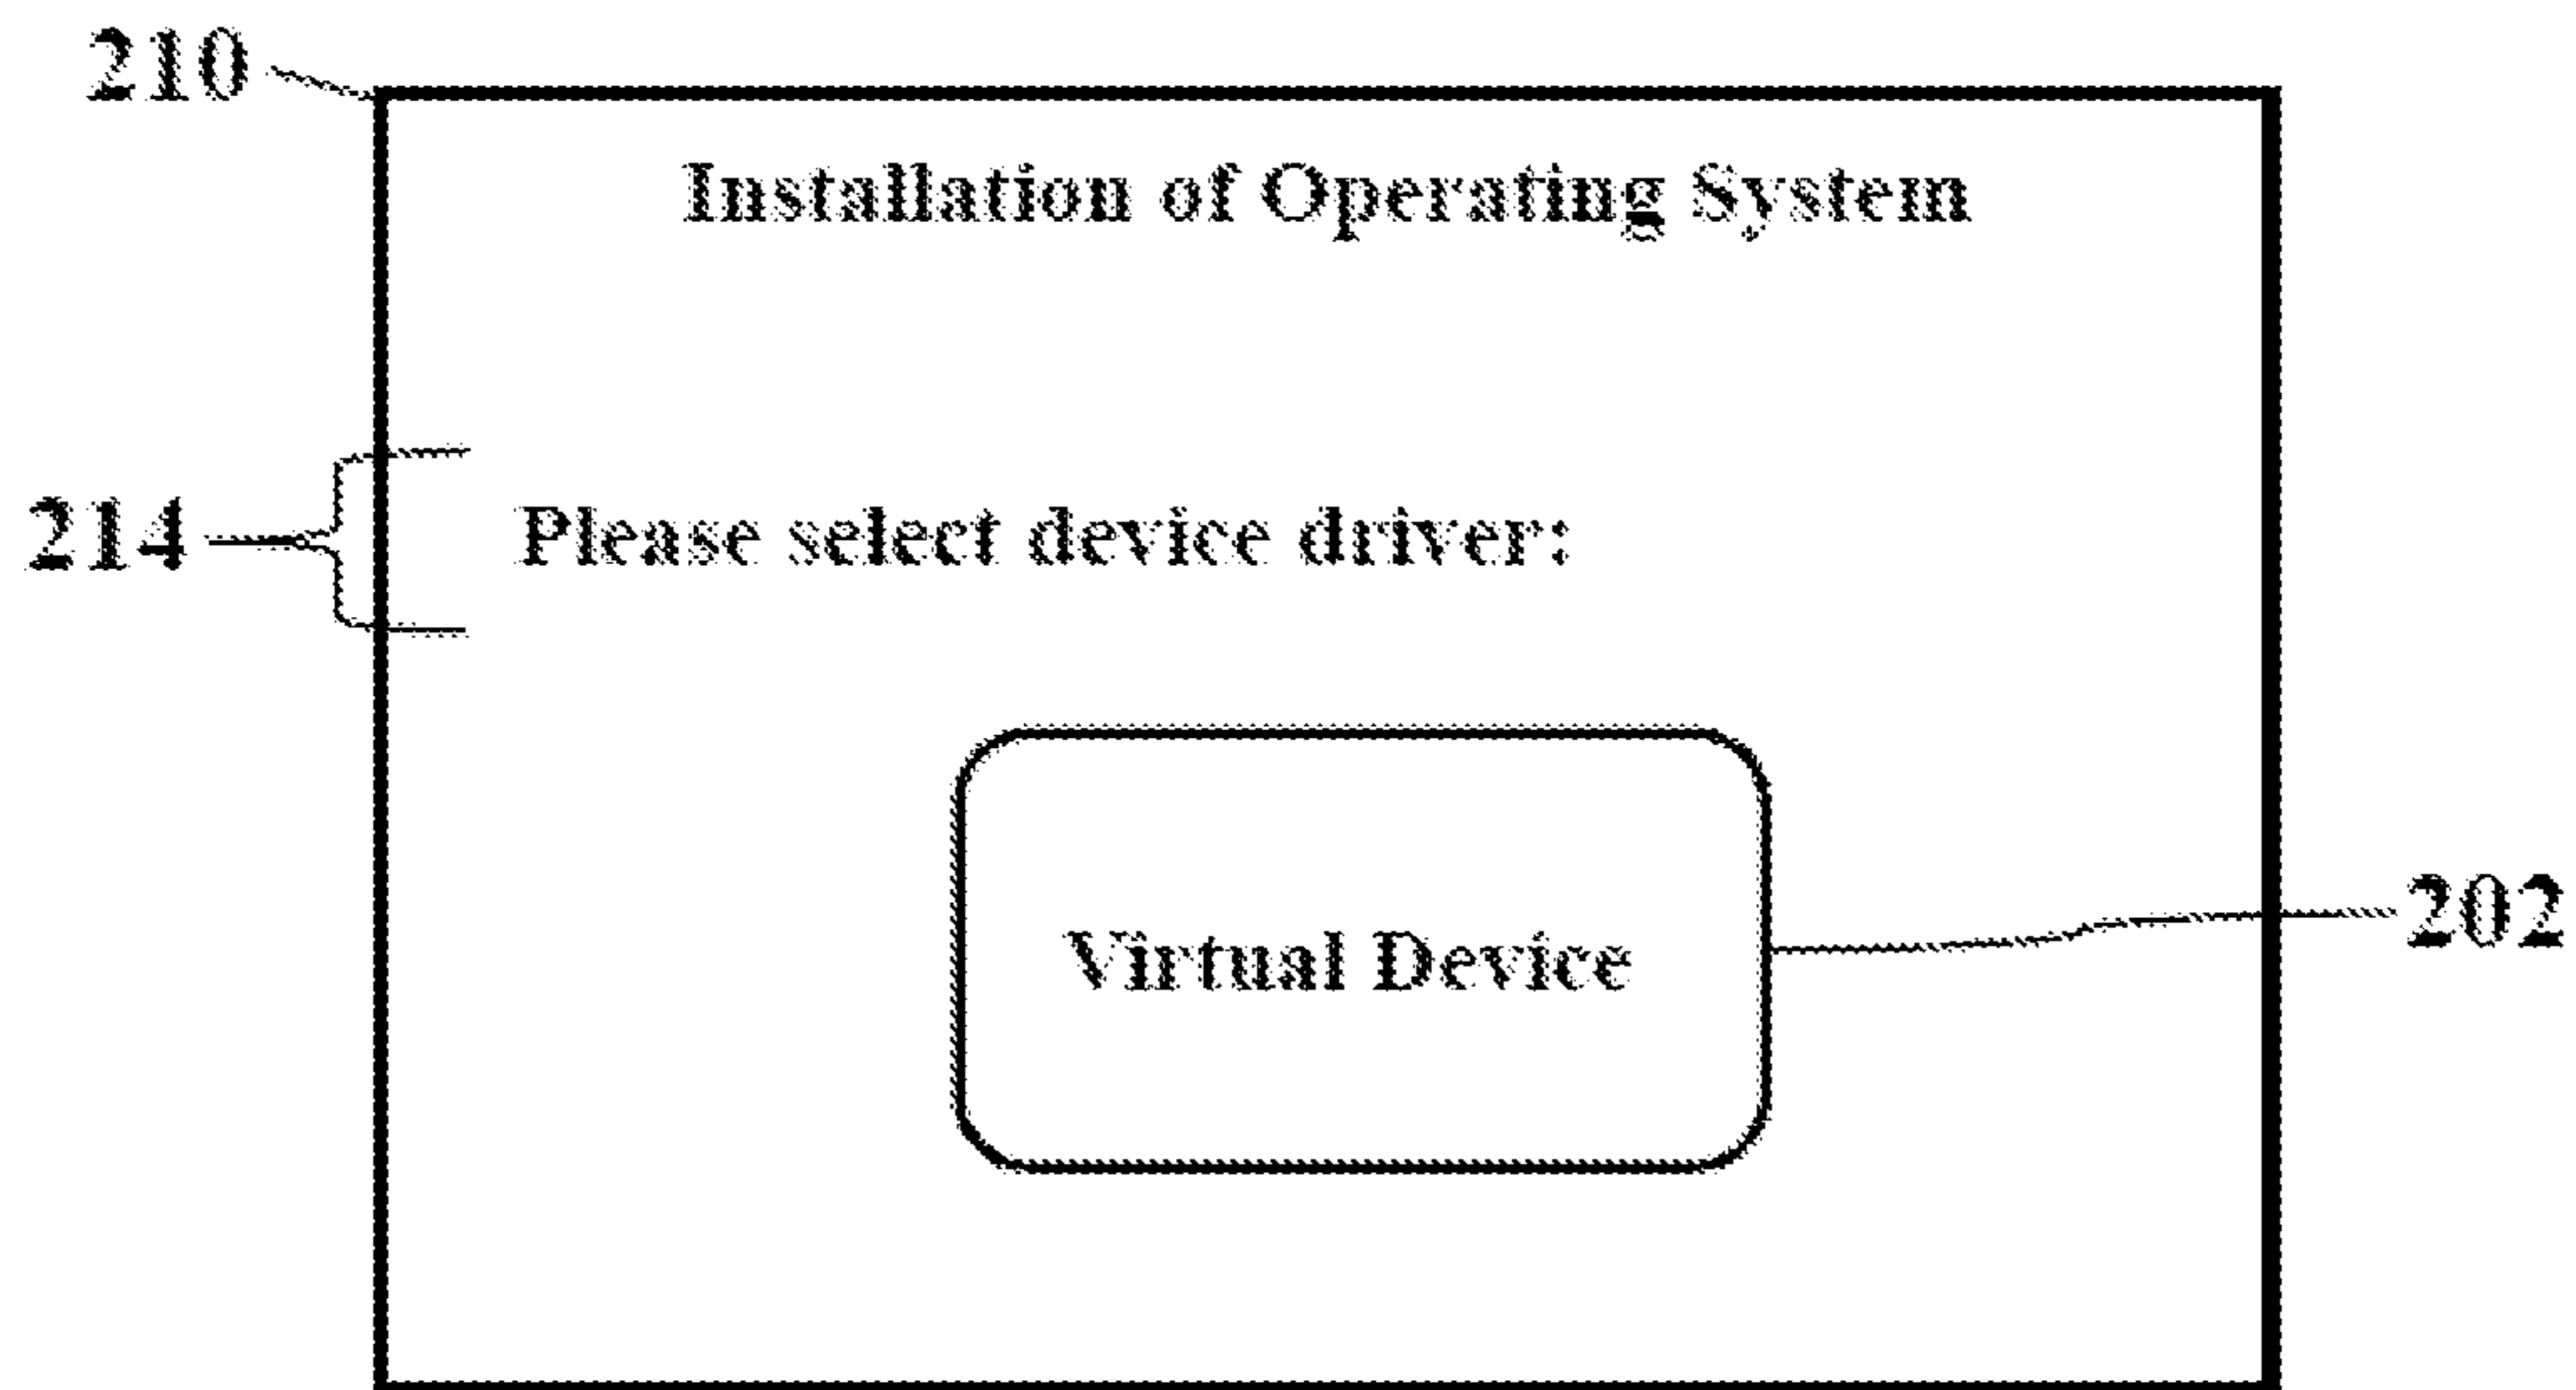 210
Installation of Operating System
214
Please select device driver:
Virtual Device
202